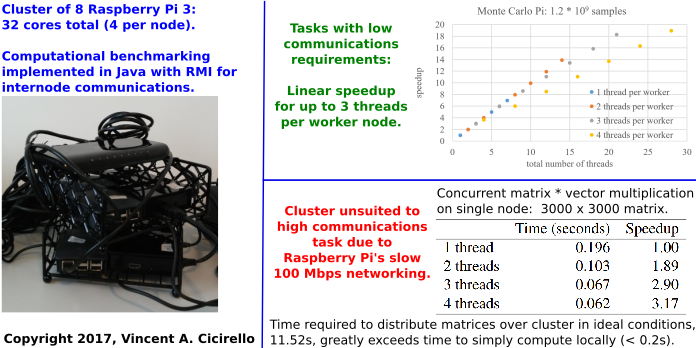 Cluster of 8 Raspberry Pi 3:
32 cores total (4 per node).
Computational benchmarking
implemented in Java with RMI for
internode communications.
Copyright 2017, Vincent A. Cicirello
Tasks with low
communications
requirements:
Linear speedup
for up to 3 threads
per worker node.
Monte Carlo Pi: 1.2 * 10⁹ samples
speedup
20
18
16
14
12
10
8
6
4
2
0
0 5 10 15 20 25 30
total number of threads
1 thread per worker
2 threads per worker
3 threads per worker
4 threads per worker
Cluster unsuited to
high communications
task due to
Raspberry Pi's slow
100 Mbps networking.
Concurrent matrix * vector multiplication
on single node: 3000 x 3000 matrix.
Time (seconds) Speedup
1 thread 0.196 1.00
2 threads 0.103 1.89
3 threads 0.067 2.90
4 threads 0.062 3.17
Time required to distribute matrices over cluster in ideal conditions,
11.52s, greatly exceeds time to simply compute locally (< 0.2s).